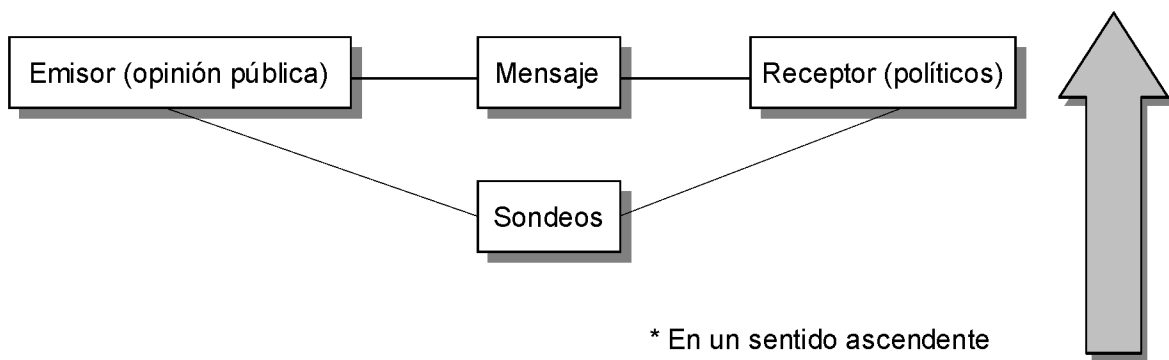 Emisor (opinión pública)
Mensaje
Receptor (políticos)
Sondeos
* En un sentido ascendente